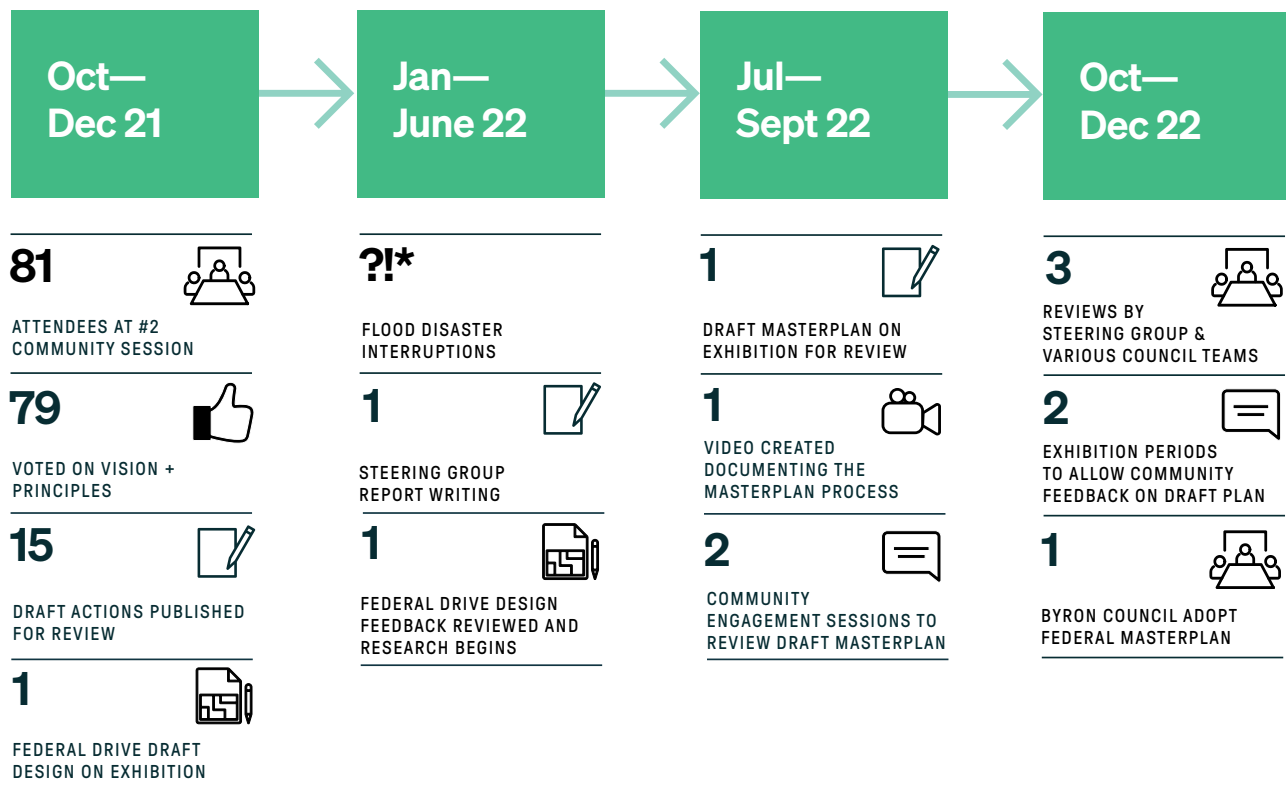 Oct—
Dec 21
Jan—
June 22
Jul—
Sept 22
Oct—
Dec 22
81
ATTENDEES AT #2
COMMUNITY SESSION
79
VOTED ON VISION +
PRINCIPLES
15
DRAFT ACTIONS PUBLISHED
FOR REVIEW
1
FEDERAL DRIVE DRAFT
DESIGN ON EXHIBITION
?!*
FLOOD DISASTER
INTERRUPTIONS
1
STEERING GROUP
REPORT WRITING
1
FEDERAL DRIVE DESIGN
FEEDBACK REVIEWED AND
RESEARCH BEGINS
1
DRAFT MASTERPLAN ON
EXHIBITION FOR REVIEW
1
VIDEO CREATED
DOCUMENTING THE
MASTERPLAN PROCESS
2
COMMUNITY
ENGAGEMENT SESSIONS TO
REVIEW DRAFT MASTERPLAN
3
REVIEWS BY
STEERING GROUP &
VARIOUS COUNCIL TEAMS
2
EXHIBITION PERIODS
TO ALLOW COMMUNITY
FEEDBACK ON DRAFT PLAN
1
BYRON COUNCIL ADOPT
FEDERAL MASTERPLAN